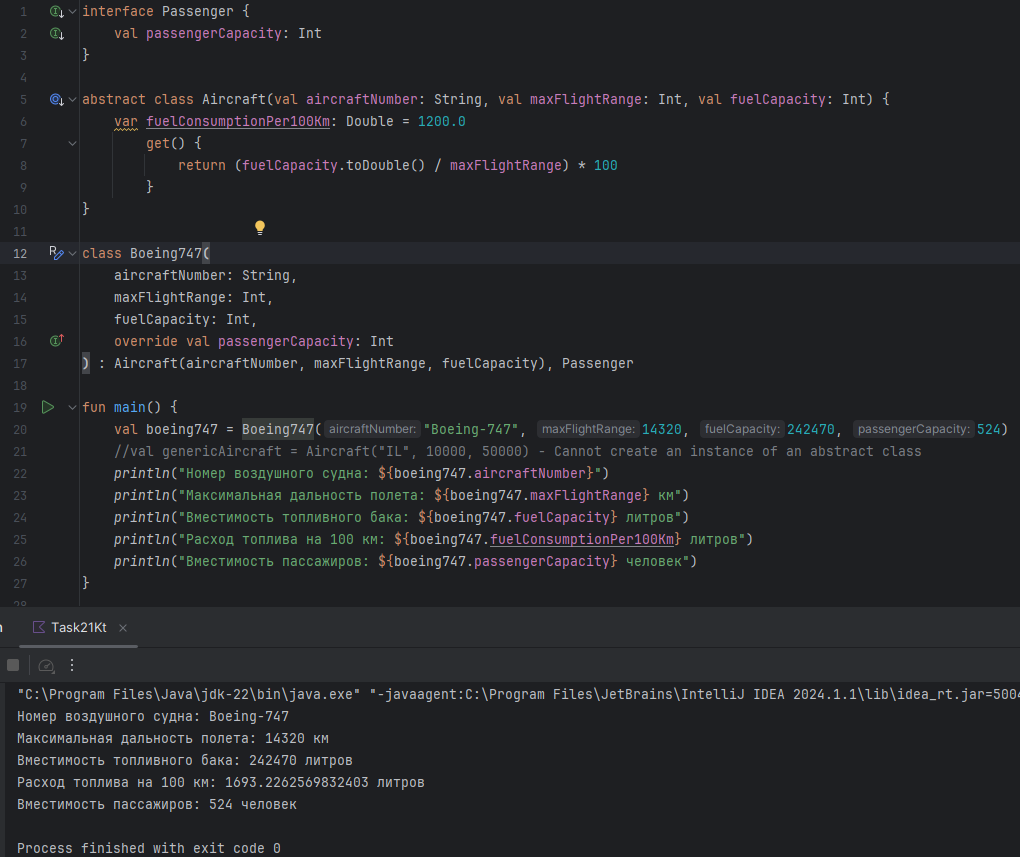 1 interface Passenger {
2 val passengerCapacity: Int
3 }
4
5 abstract class Aircraft(val aircraftNumber: String, val maxFlightRange: Int, val fuelCapacity: Int) {
6 var fuelConsumptionPer100Km: Double = 1200.0
7 get() {
8 return (fuelCapacity.toDouble() / maxFlightRange) * 100
9 }
10 }
11
12 class Boeing747(
13 aircraftNumber: String,
14 maxFlightRange: Int,
15 fuelCapacity: Int,
16 override val passengerCapacity: Int
17 ) : Aircraft(aircraftNumber, maxFlightRange, fuelCapacity), Passenger
18
19 fun main() {
20 val boeing747 = Boeing747( aircraftNumber: "Boeing-747", maxFlightRange: 14320, fuelCapacity: 242470, passengerCapacity: 524)
21 //val genericAircraft = Aircraft("IL", 10000, 50000) - Cannot create an instance of an abstract class
22 println("Номер воздушного судна: ${boeing747.aircraftNumber}")
23 println("Максимальная дальность полета: ${boeing747.maxFlightRange} км")
24 println("Вместимость топливного бака: ${boeing747.fuelCapacity} литров")
25 println("Расход топлива на 100 км: ${boeing747.fuelConsumptionPer100Km} литров")
26 println("Вместимость пассажиров: ${boeing747.passengerCapacity} человек")
27 }
28
Task21Kt
"C:\Program Files\Java\jdk-22\bin\java.exe" "-javaagent:C:\Program Files\JetBrains\IntelliJ IDEA 2024.1.1\lib\idea_rt.jar=5004
Номер воздушного судна: Boeing-747
Максимальная дальность полета: 14320 км
Вместимость топливного бака: 242470 литров
Расход топлива на 100 км: 1693.2262569832403 литров
Вместимость пассажиров: 524 человек
Process finished with exit code 0